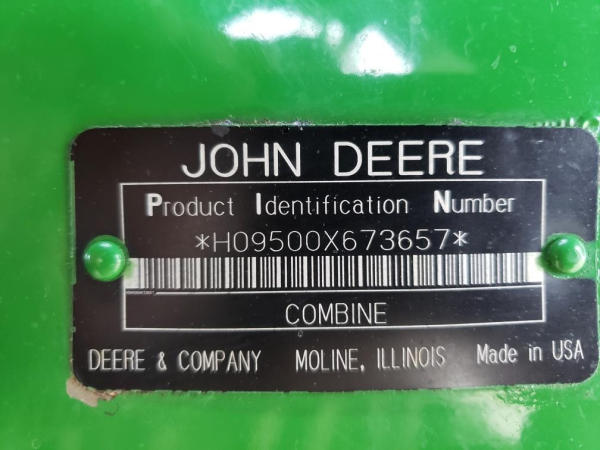 JOHN DEERE
Product Identification Number
*H09500X673657*
COMBINE
DEERE & COMPANY MOLINE, ILLINOIS Made in USA